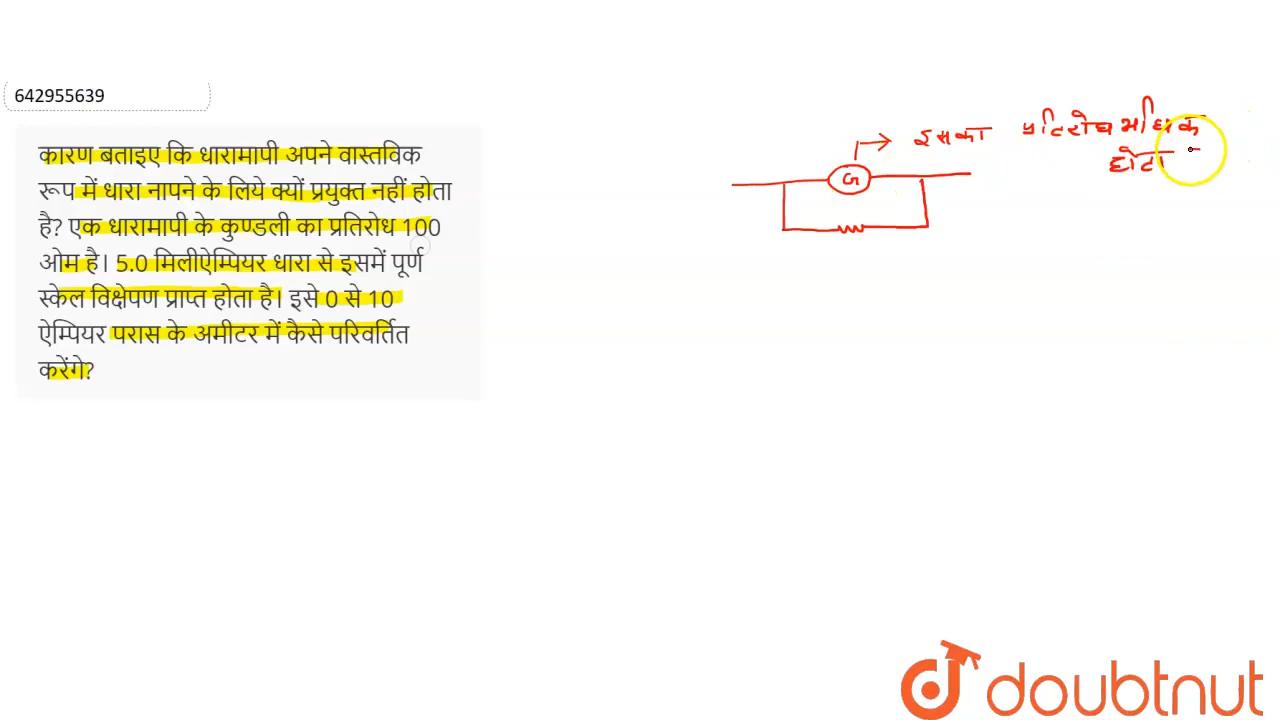 642955639
कारण बताइए कि धारामापी अपने वास्तविक
रूप में धारा नापने के लिये क्यों प्रयुक्त नहीं होता
है? एक धारामापी के कुण्डली का प्रतिरोध 100
ओम है। 5.0 मिलीऐम्पियर धारा से इसमें पूर्ण
स्केल विक्षेपण प्राप्त होता है। इसे 0 से 10
ऐम्पियर परास के अमीटर में कैसे परिवर्तित
करेंगे?
इसका प्रतिरोध अधिक
होता
G
doubtnut